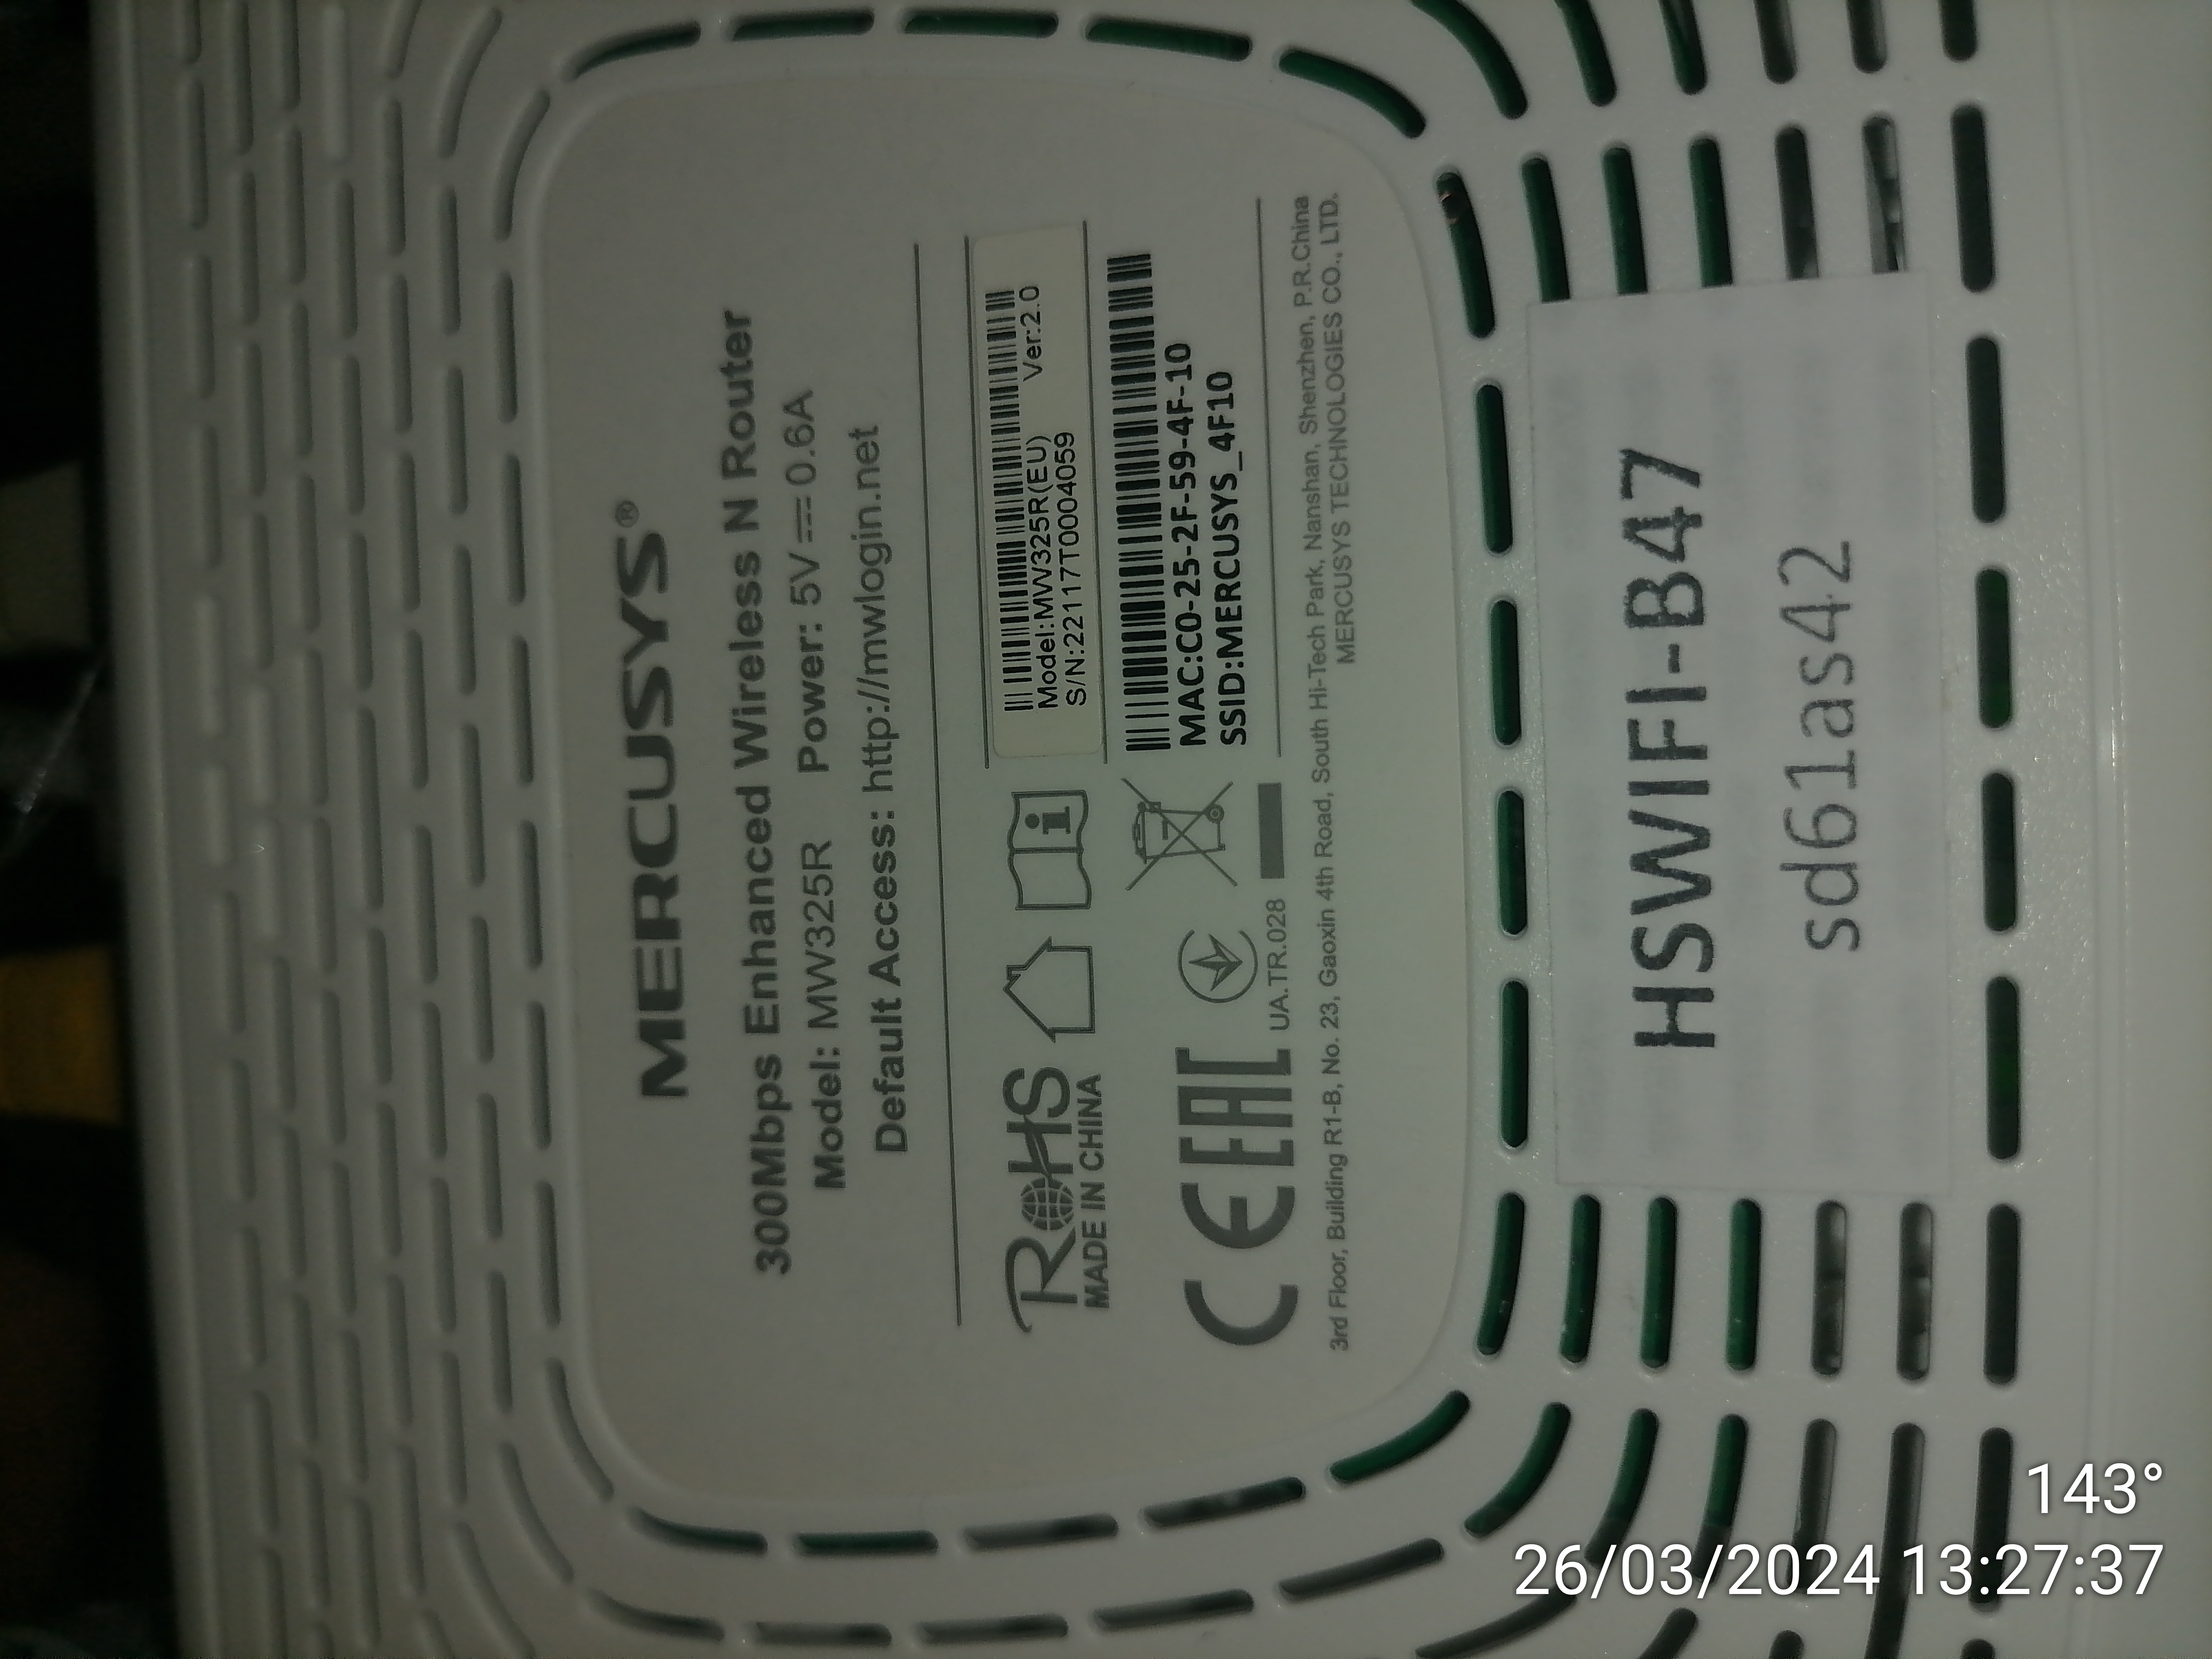 MERCUSYS®
300Mbps Enhanced Wireless N Router
Model: MW325R Power: 5V⎓0.6A
Default Access: http://mwlogin.net
RoHS
MADE IN CHINA
Model:MW325R(EU) Ver:2.0
S/N:22117T0004059
MAC:C0-25-2F-59-4F-10
SSID:MERCUSYS_4F10
CE EAC
UA.TR.028
3rd Floor, Building R1-B, No. 23, Gaoxin 4th Road, South Hi-Tech Park, Nanshan, Shenzhen, P.R.China
MERCUSYS TECHNOLOGIES CO., LTD.
HSWIFI-B47
sd61as42
143°
26/03/2024 13:27:37